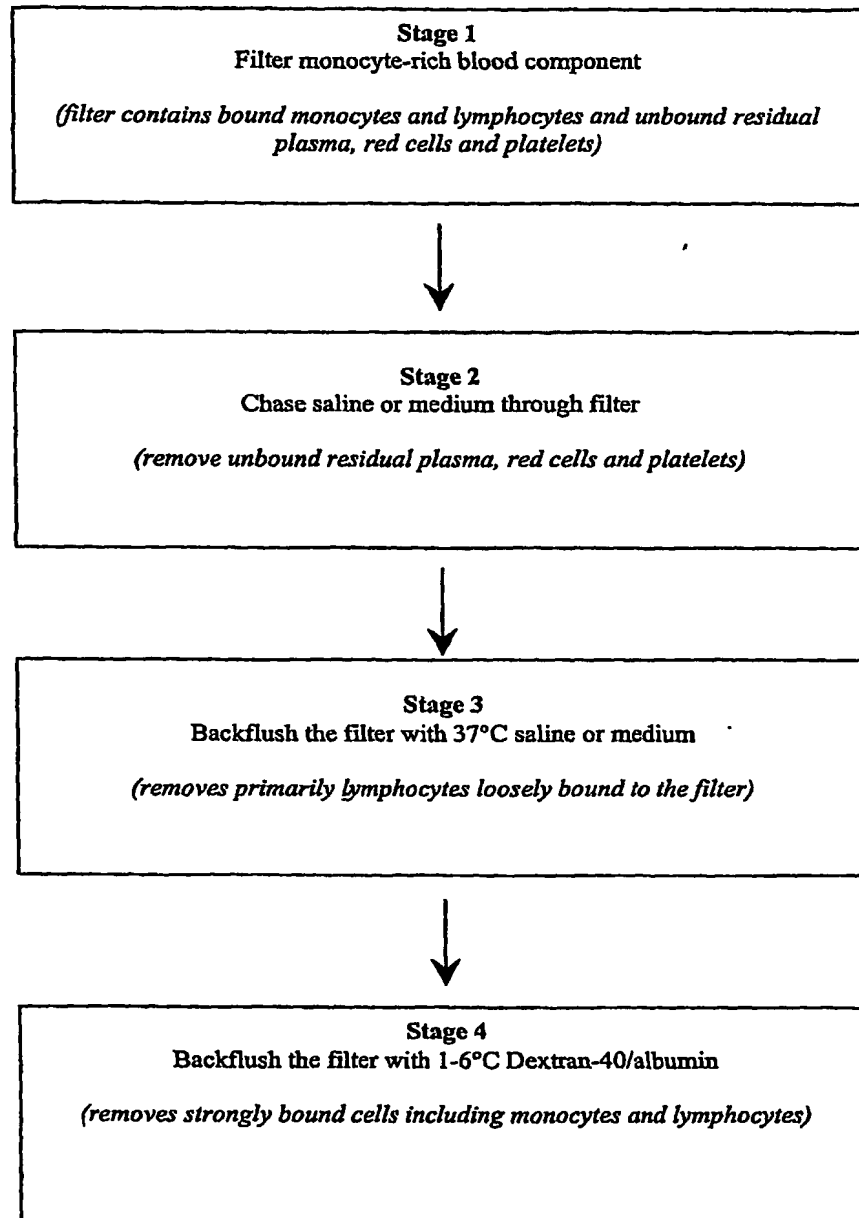 Stage 1
Filter monocyte-rich blood component
(filter contains bound monocytes and lymphocytes and unbound residual
plasma, red cells and platelets)
Stage 2
Chase saline or medium through filter
(remove unbound residual plasma, red cells and platelets)
Stage 3
Backflush the filter with 37°C saline or medium
(removes primarily lymphocytes loosely bound to the filter)
Stage 4
Backflush the filter with 1-6°C Dextran-40/albumin
(removes strongly bound cells including monocytes and lymphocytes)